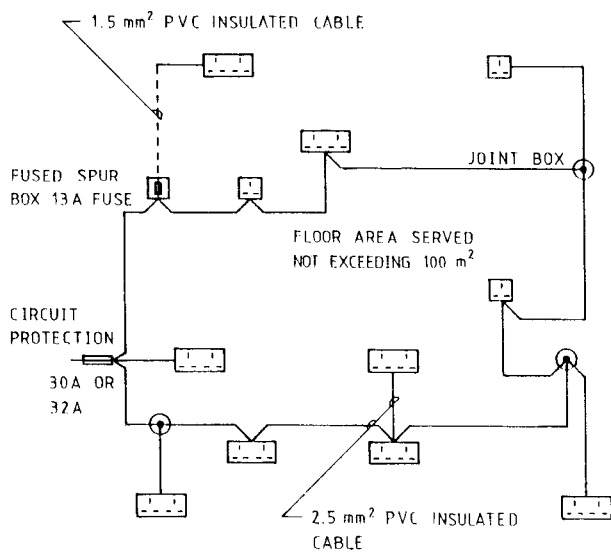 1.5 mm² PVC INSULATED CABLE
FUSED SPUR
BOX 13A FUSE
JOINT BOX
FLOOR AREA SERVED
NOT EXCEEDING 100 m²
CIRCUIT
PROTECTION
30A OR
32A
2.5 mm² PVC INSULATED
CABLE